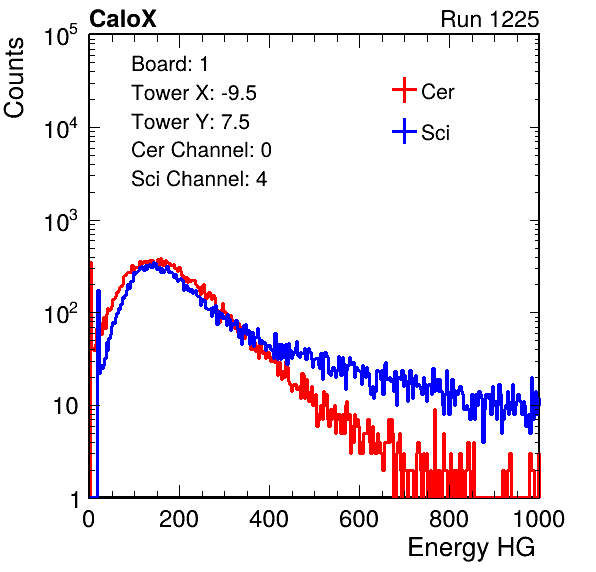 CaloX Run 1225
Counts
Board: 1
Tower X: -9.5
Tower Y: 7.5
Cer Channel: 0
Sci Channel: 4
Cer
Sci
10^5
10^4
10^3
10^2
10
1
0 200 400 600 800 1000
Energy HG